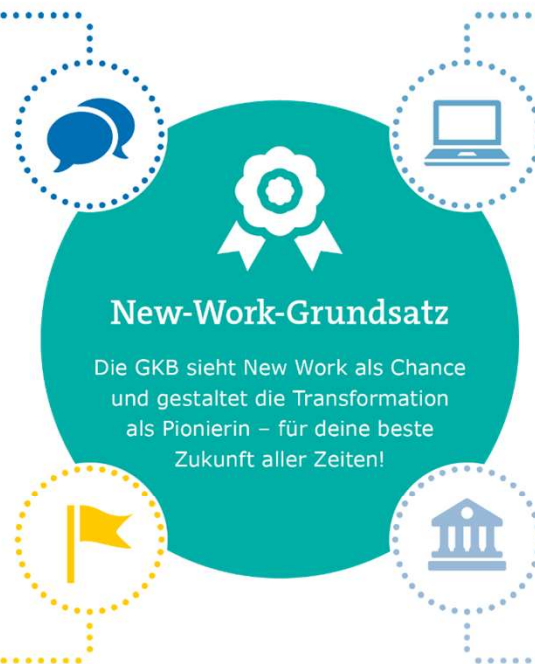 New-Work-Grundsatz
Die GKB sieht New Work als Chance
und gestaltet die Transformation
als Pionierin – für deine beste
Zukunft aller Zeiten!